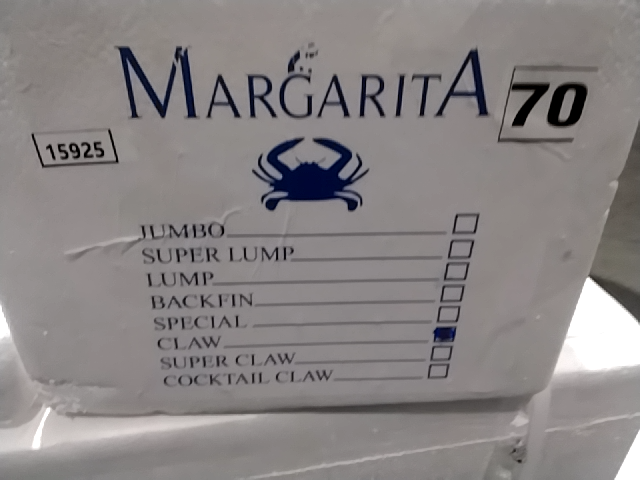 MARGARITA
70
15925
JUMBO
SUPER LUMP
LUMP
BACKFIN
SPECIAL
CLAW
SUPER CLAW
COCKTAIL CLAW